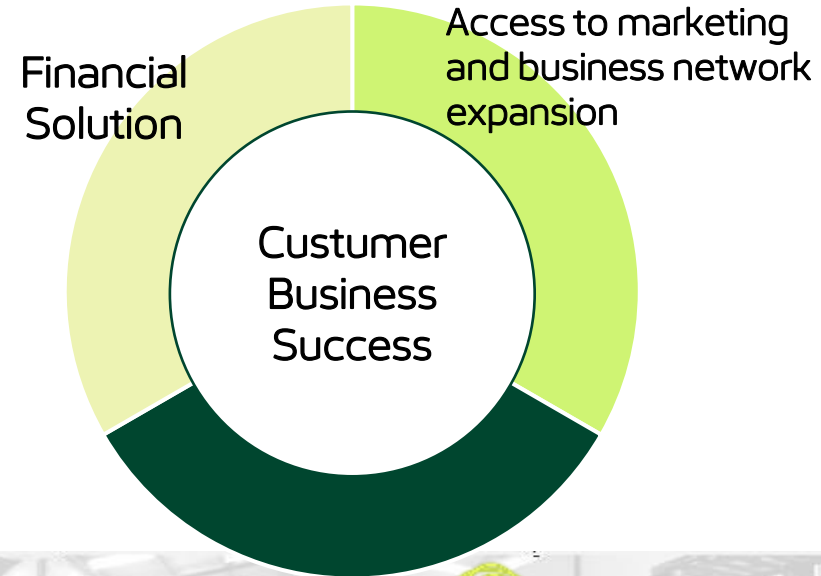 Financial
Solution
Access to marketing
and business network
expansion
Custumer
Business
Success